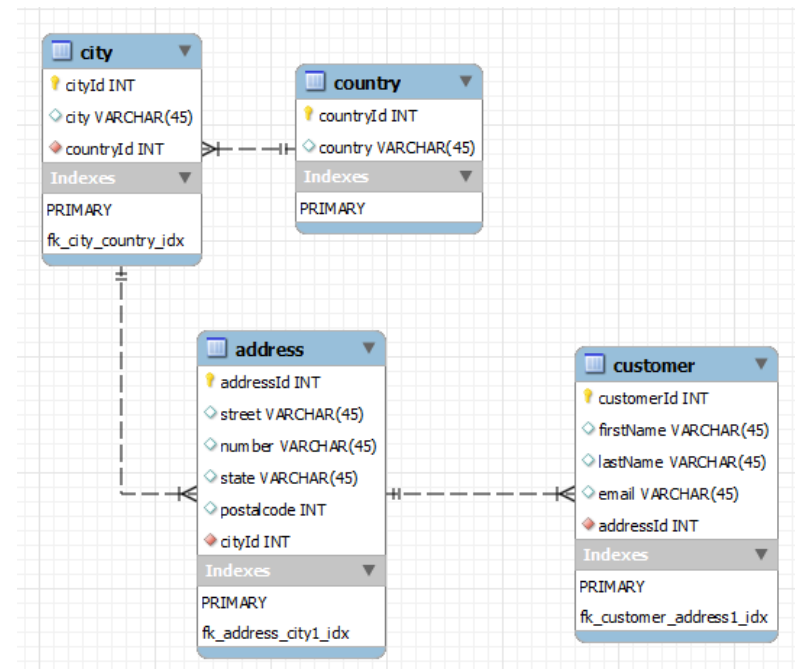 city
cityId INT
city VARCHAR(45)
countryId INT
Indexes
PRIMARY
fk_city_country_idx
country
countryId INT
country VARCHAR(45)
Indexes
PRIMARY
address
addressId INT
street VARCHAR(45)
number VARCHAR(45)
state VARCHAR(45)
postalcode INT
cityId INT
Indexes
PRIMARY
fk_address_city1_idx
customer
customerId INT
firstName VARCHAR(45)
lastName VARCHAR(45)
email VARCHAR(45)
addressId INT
Indexes
PRIMARY
fk_customer_address1_idx